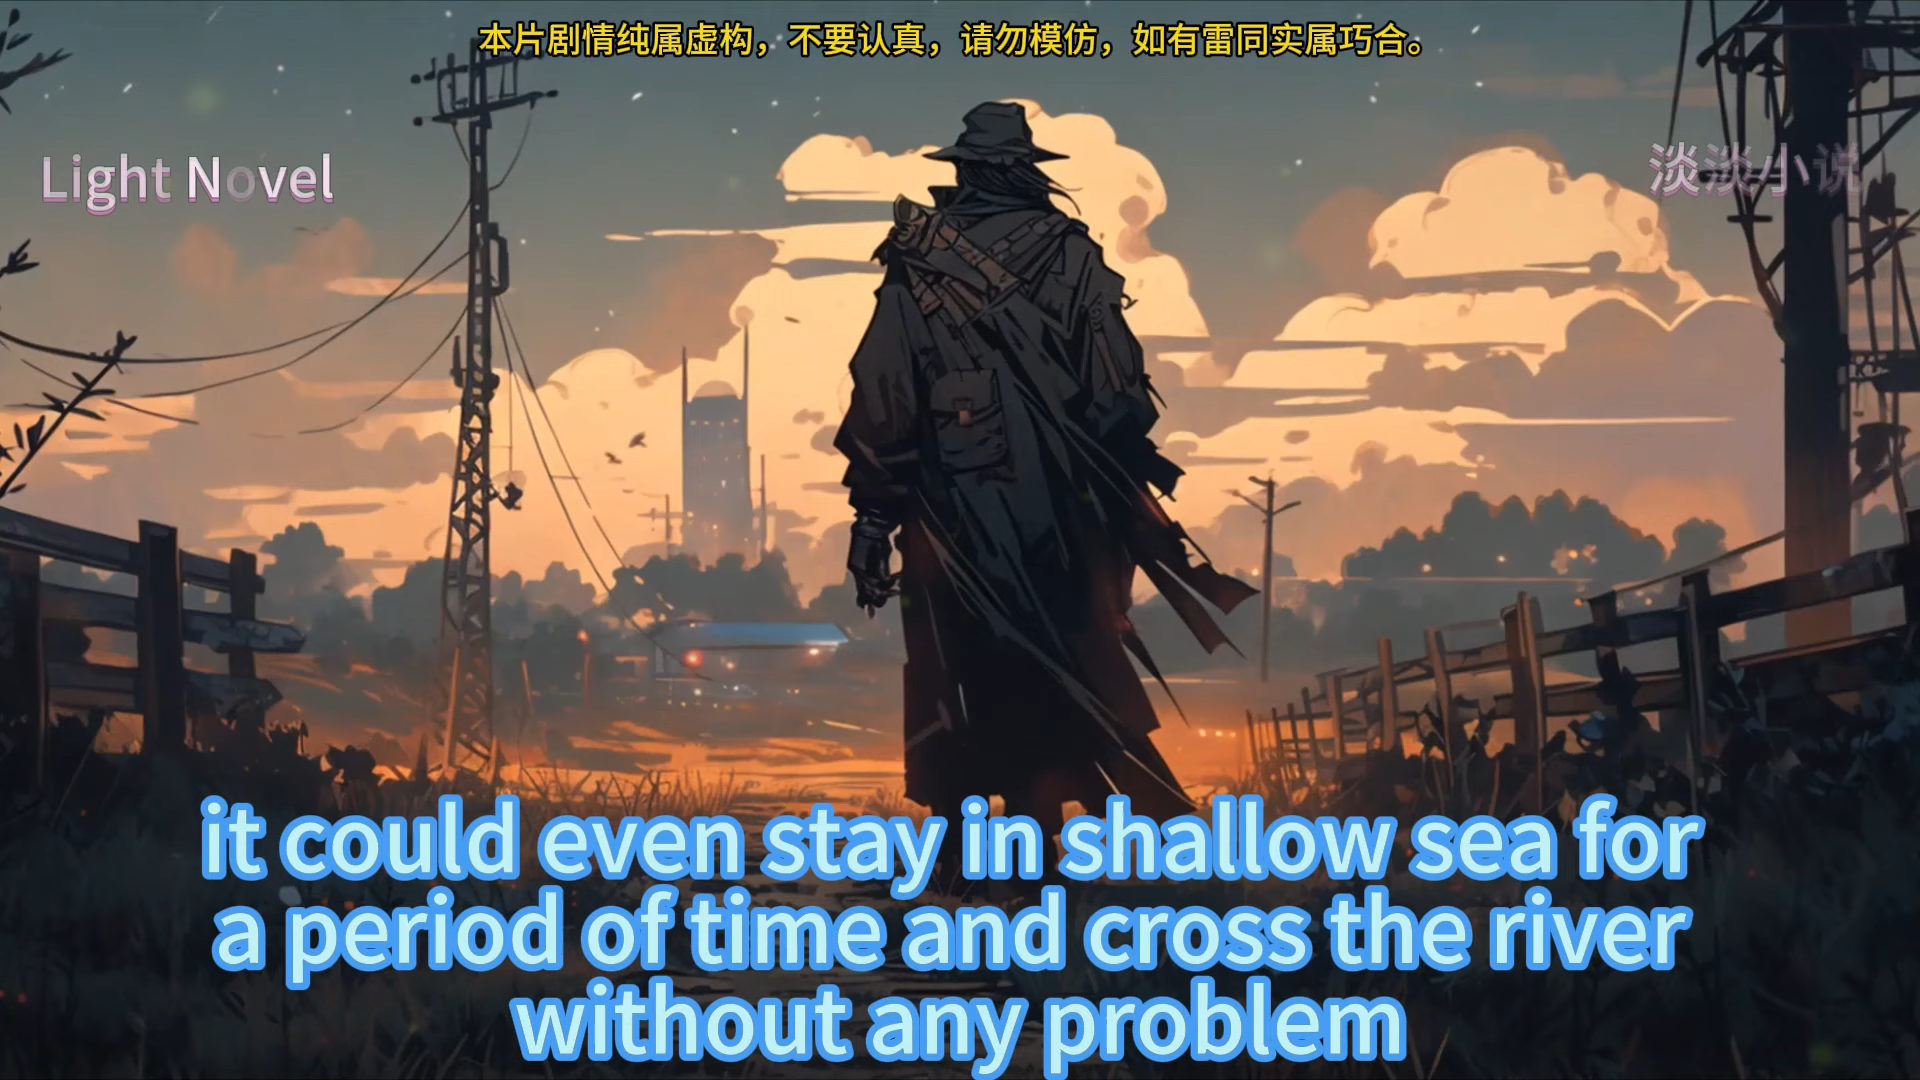 本片剧情纯属虚构，不要认真，请勿模仿，如有雷同实属巧合。
Light Novel
淡淡小说
it could even stay in shallow sea for
a period of time and cross the river
without any problem